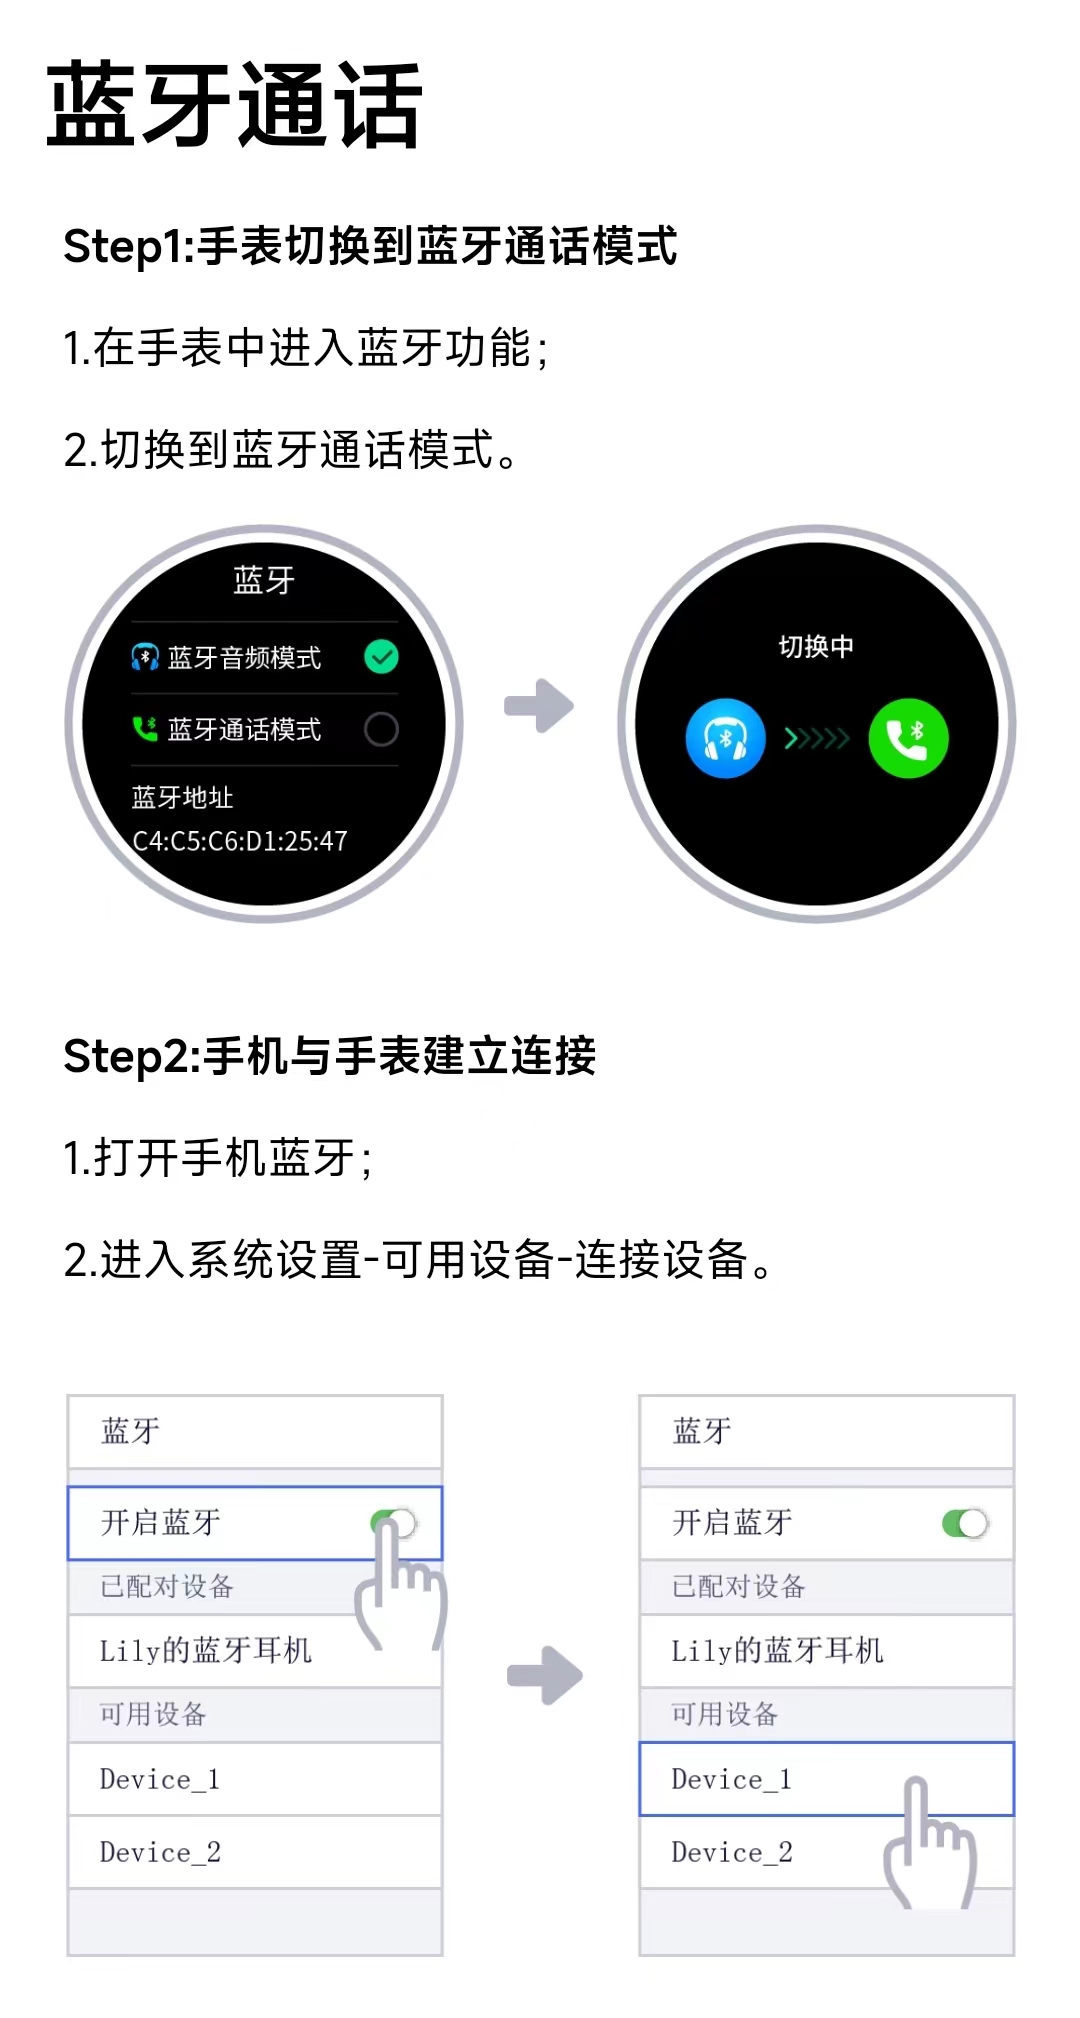 蓝牙通话
Step1:手表切换到蓝牙通话模式
1.在手表中进入蓝牙功能;
2.切换到蓝牙通话模式。
蓝牙
蓝牙音频模式
蓝牙通话模式
蓝牙地址
C4:C5:C6:D1:25:47
切换中
Step2:手机与手表建立连接
1.打开手机蓝牙;
2.进入系统设置-可用设备-连接设备。
蓝牙
开启蓝牙
已配对设备
Lily的蓝牙耳机
可用设备
Device_1
Device_2
蓝牙
开启蓝牙
已配对设备
Lily的蓝牙耳机
可用设备
Device_1
Device_2